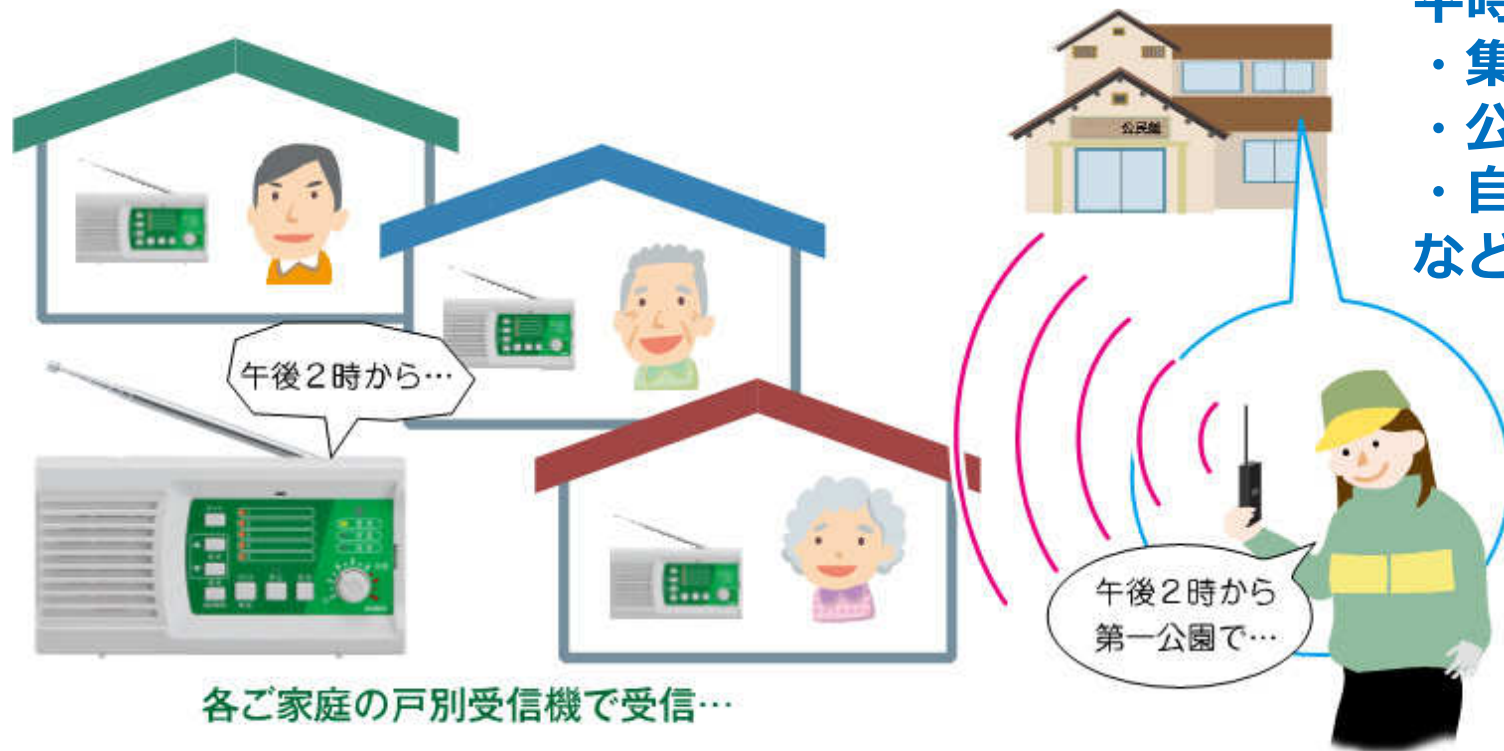 平時
・集
・公
・自
など
公民館
午後２時から…
午後２時から
第一公園で…
各ご家庭の戸別受信機で受信…